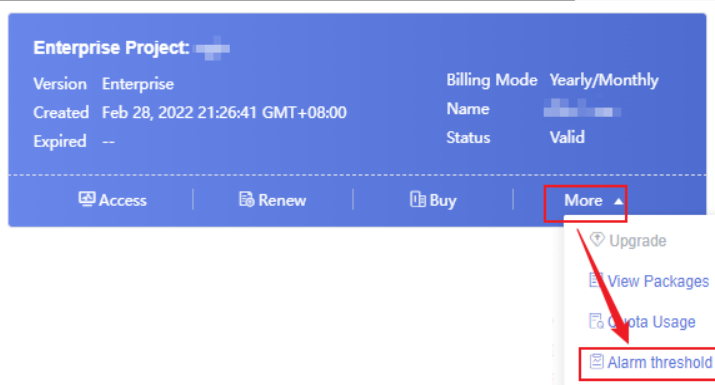 Enterprise Project:
Version Enterprise
Billing Mode Yearly/Monthly
Created Feb 28, 2022 21:26:41 GMT+08:00
Name
Expired --
Status Valid
Access Renew Buy More
Upgrade
View Packages
Quota Usage
Alarm threshold